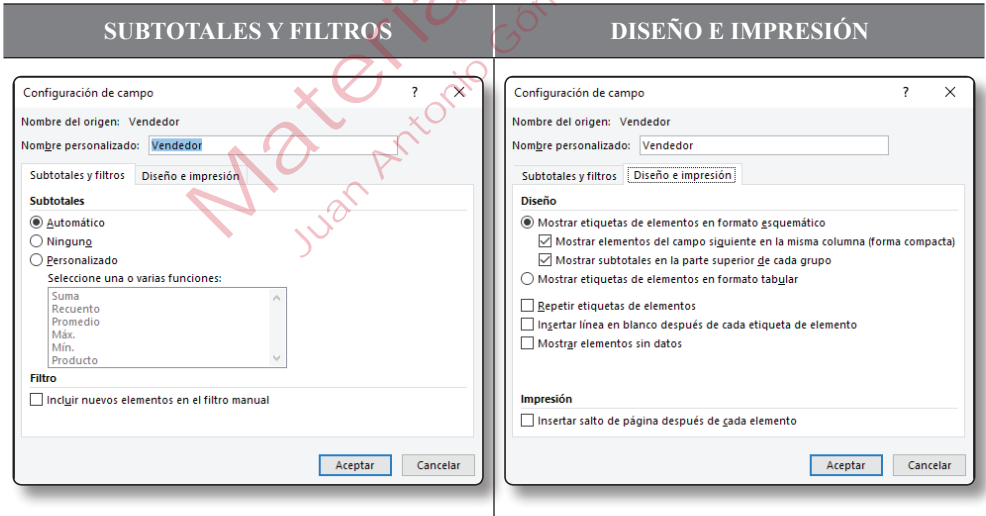 SUBTOTALES Y FILTROS
Configuración de campo ? X
Nombre del origen: Vendedor
Nombre personalizado: Vendedor
Subtotales y filtros Diseño e impresión
Subtotales
Automático
Ninguno
Personalizado
Seleccione una o varias funciones:
Suma
Recuento
Promedio
Máx.
Mín.
Producto
Filtro
Incluir nuevos elementos en el filtro manual
Aceptar Cancelar
DISEÑO E IMPRESIÓN
Configuración de campo ? X
Nombre del origen: Vendedor
Nombre personalizado: Vendedor
Subtotales y filtros Diseño e impresión
Diseño
Mostrar etiquetas de elementos en formato esquemático
Mostrar elementos del campo siguiente en la misma columna (forma compacta)
Mostrar subtotales en la parte superior de cada grupo
Mostrar etiquetas de elementos en formato tabular
Repetir etiquetas de elementos
Insertar línea en blanco después de cada etiqueta de elemento
Mostrar elementos sin datos
Impresión
Insertar salto de página después de cada elemento
Aceptar Cancelar
Materia
Juan Antonio Góm